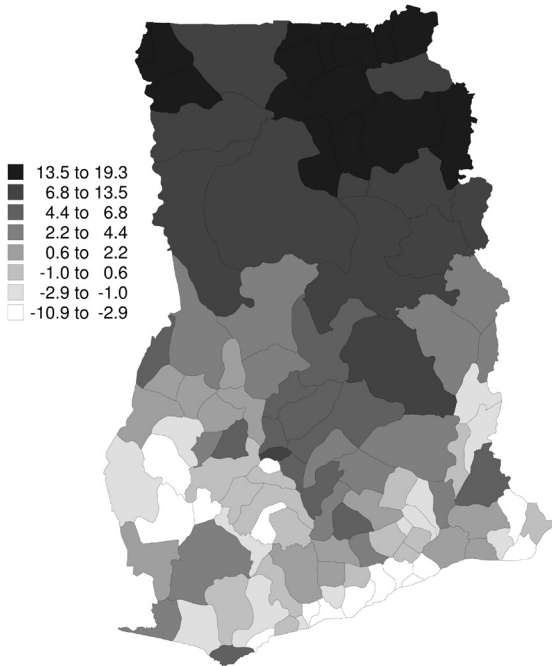 13.5 to 19.3
6.8 to 13.5
4.4 to 6.8
2.2 to 4.4
0.6 to 2.2
-1.0 to 0.6
-2.9 to -1.0
-10.9 to -2.9